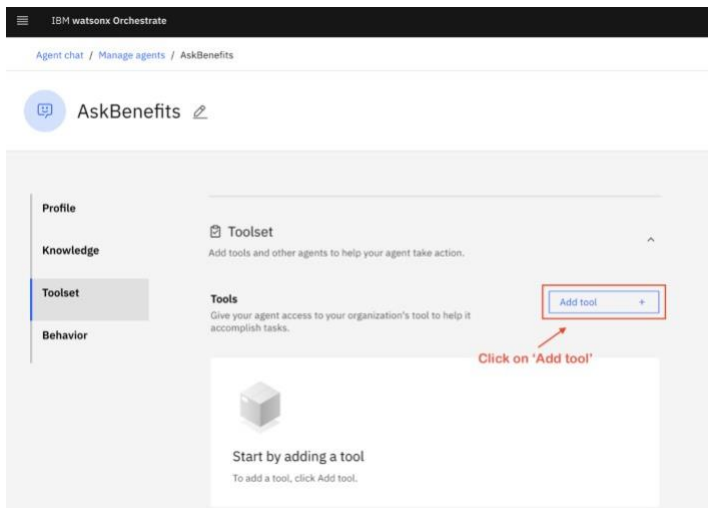 IBM watsonx Orchestrate
Agent chat / Manage agents / AskBenefits
AskBenefits
Profile
Knowledge
Toolset
Behavior
Toolset
Add tools and other agents to help your agent take action.
Tools
Give your agent access to your organization's tool to help it
accomplish tasks.
Add tool +
Click on 'Add tool'
Start by adding a tool
To add a tool, click Add tool.